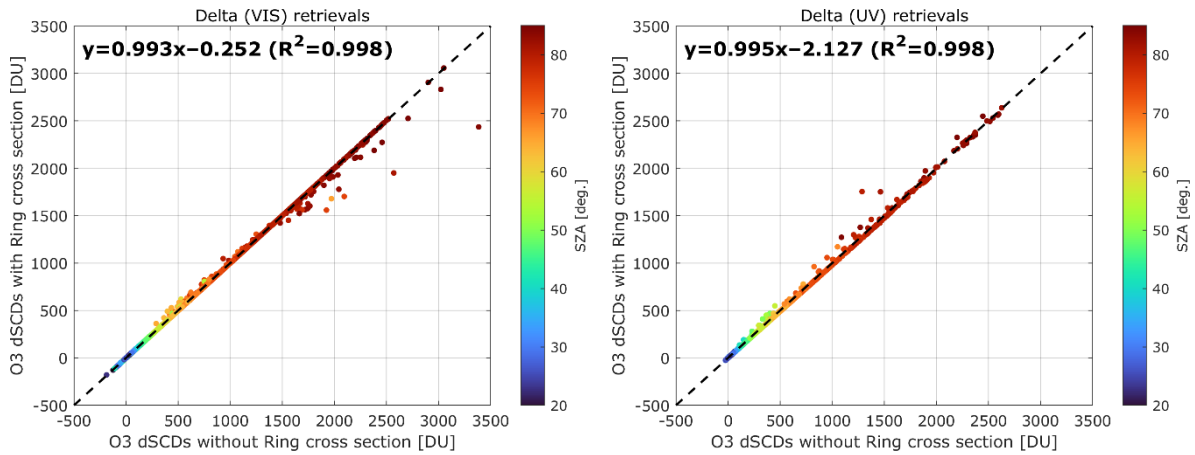 Delta (VIS) retrievals
y=0.993x−0.252 (R²=0.998)
O3 dSCDs with Ring cross section [DU]
3500
3000
2500
2000
1500
1000
500
0
-500
-500 0 500 1000 1500 2000 2500 3000 3500
O3 dSCDs without Ring cross section [DU]
80
70
60
50
40
30
20
SZA [deg.]
Delta (UV) retrievals
y=0.995x−2.127 (R²=0.998)
O3 dSCDs with Ring cross section [DU]
3500
3000
2500
2000
1500
1000
500
0
-500
-500 0 500 1000 1500 2000 2500 3000 3500
O3 dSCDs without Ring cross section [DU]
80
70
60
50
40
30
20
SZA [deg.]